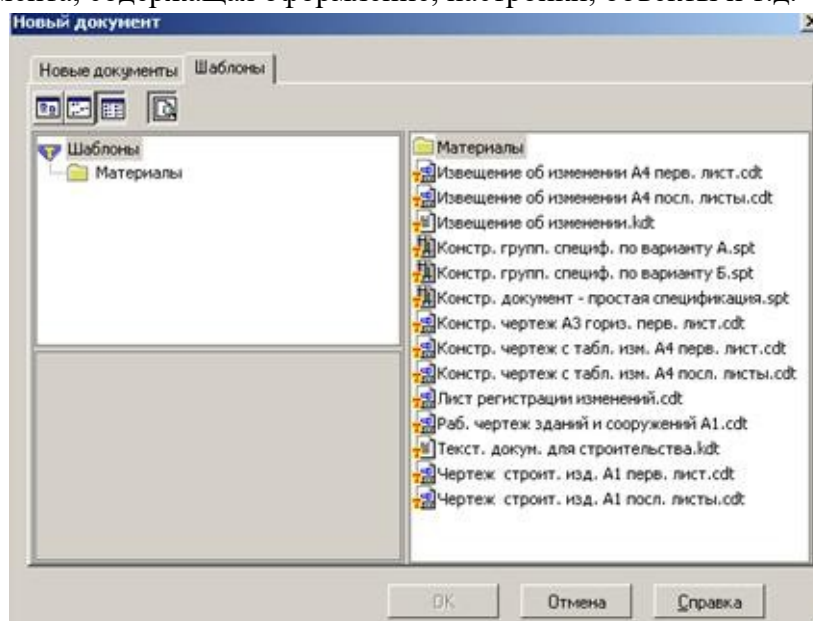 мента, содержащая оформление, настройки, объекты и т.д.
Новый документ
Новые документы Шаблоны
Шаблоны
Материалы
Материалы
Извещение об изменении А4 перв. лист.cdt
Извещение об изменении А4 посл. листы.cdt
Извещение об изменении.kdt
Констр. групп. специф. по варианту А.spt
Констр. групп. специф. по варианту Б.spt
Констр. документ - простая спецификация.spt
Констр. чертеж А3 гориз. перв. лист.cdt
Констр. чертеж с табл. изм. А4 перв. лист.cdt
Констр. чертеж с табл. изм. А4 посл. листы.cdt
Лист регистрации изменений.cdt
Раб. чертеж зданий и сооружений А1.cdt
Текст. докум. для строительства.kdt
Чертеж строит. изд. А1 перв. лист.cdt
Чертеж строит. изд. А1 посл. листы.cdt
OK Отмена Справка